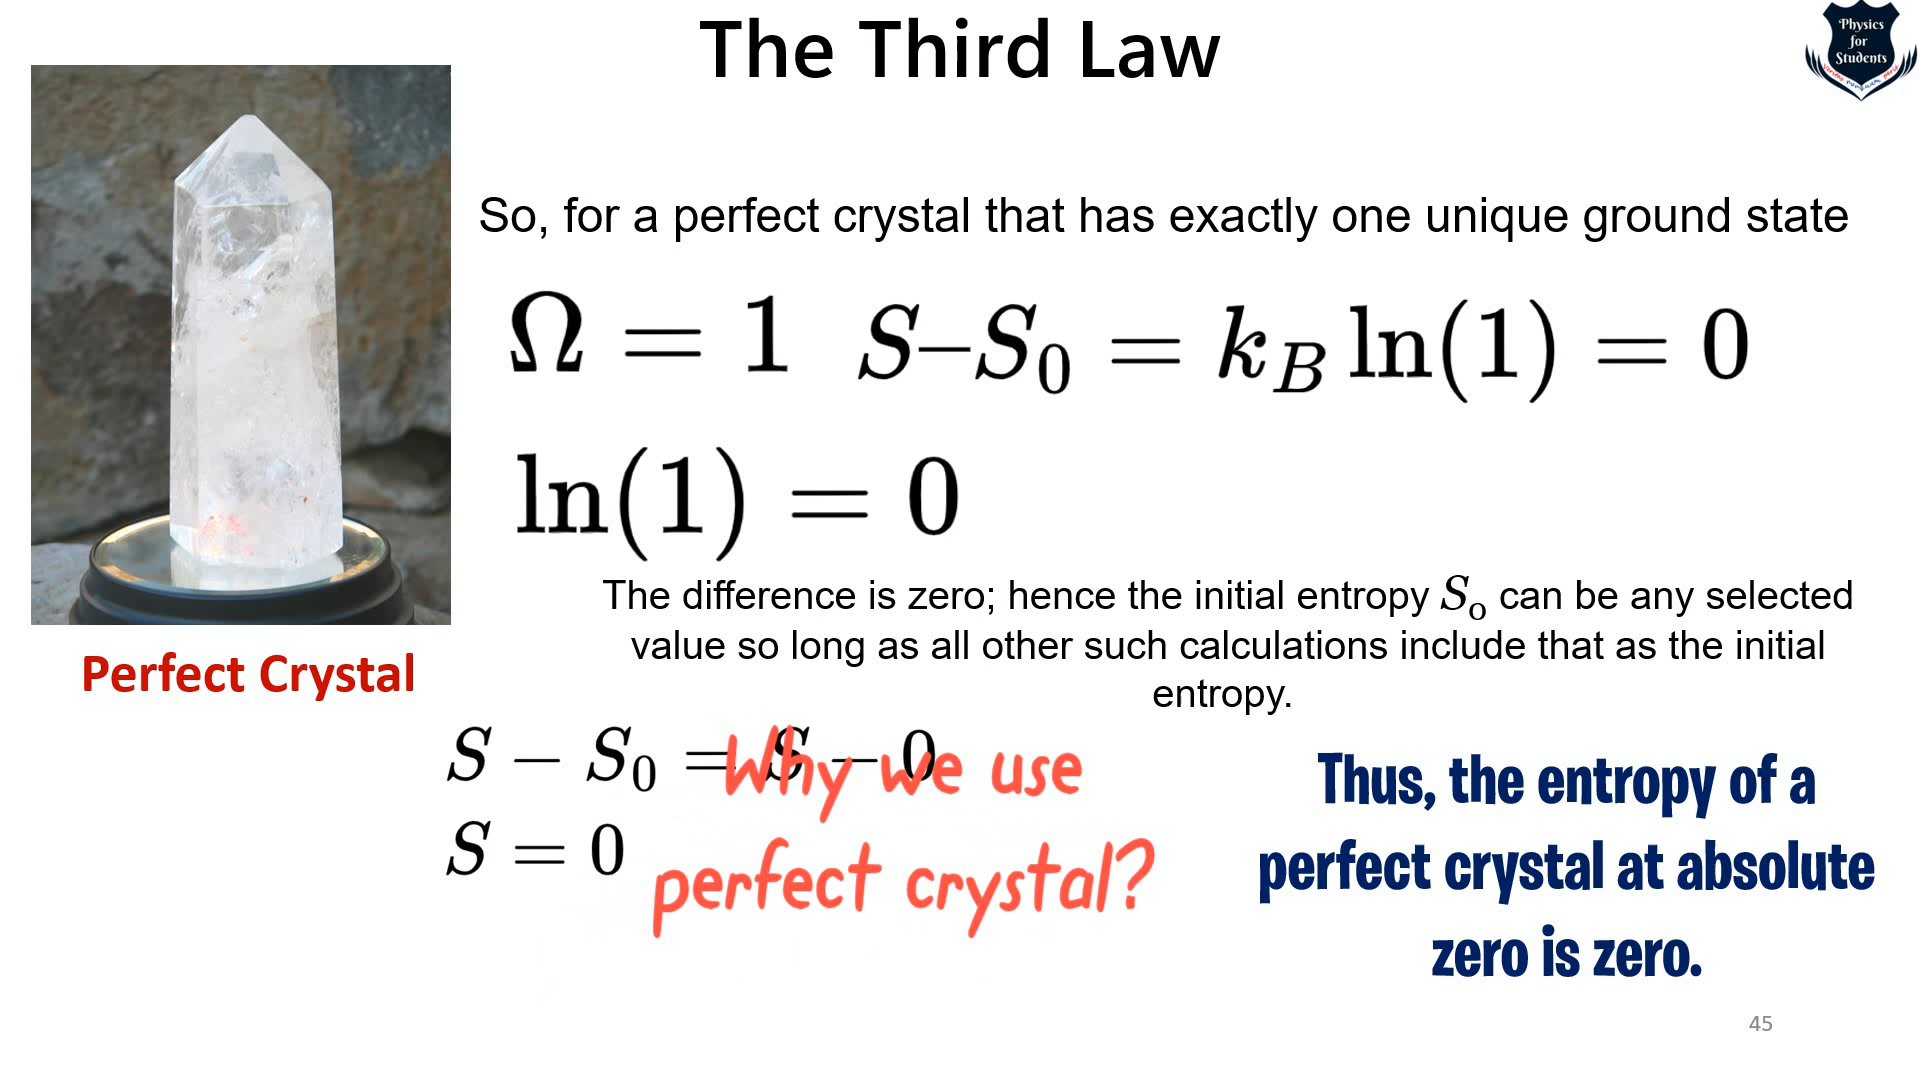 The Third Law
Physics
for
Students
So, for a perfect crystal that has exactly one unique ground state
Ω = 1 S–S₀ = k_B ln(1) = 0
ln(1) = 0
The difference is zero; hence the initial entropy Sₒ can be any selected
value so long as all other such calculations include that as the initial
entropy.
Perfect Crystal
S − S₀ = S − 0
S = 0
Why we use
perfect crystal?
Thus, the entropy of a
perfect crystal at absolute
zero is zero.
45